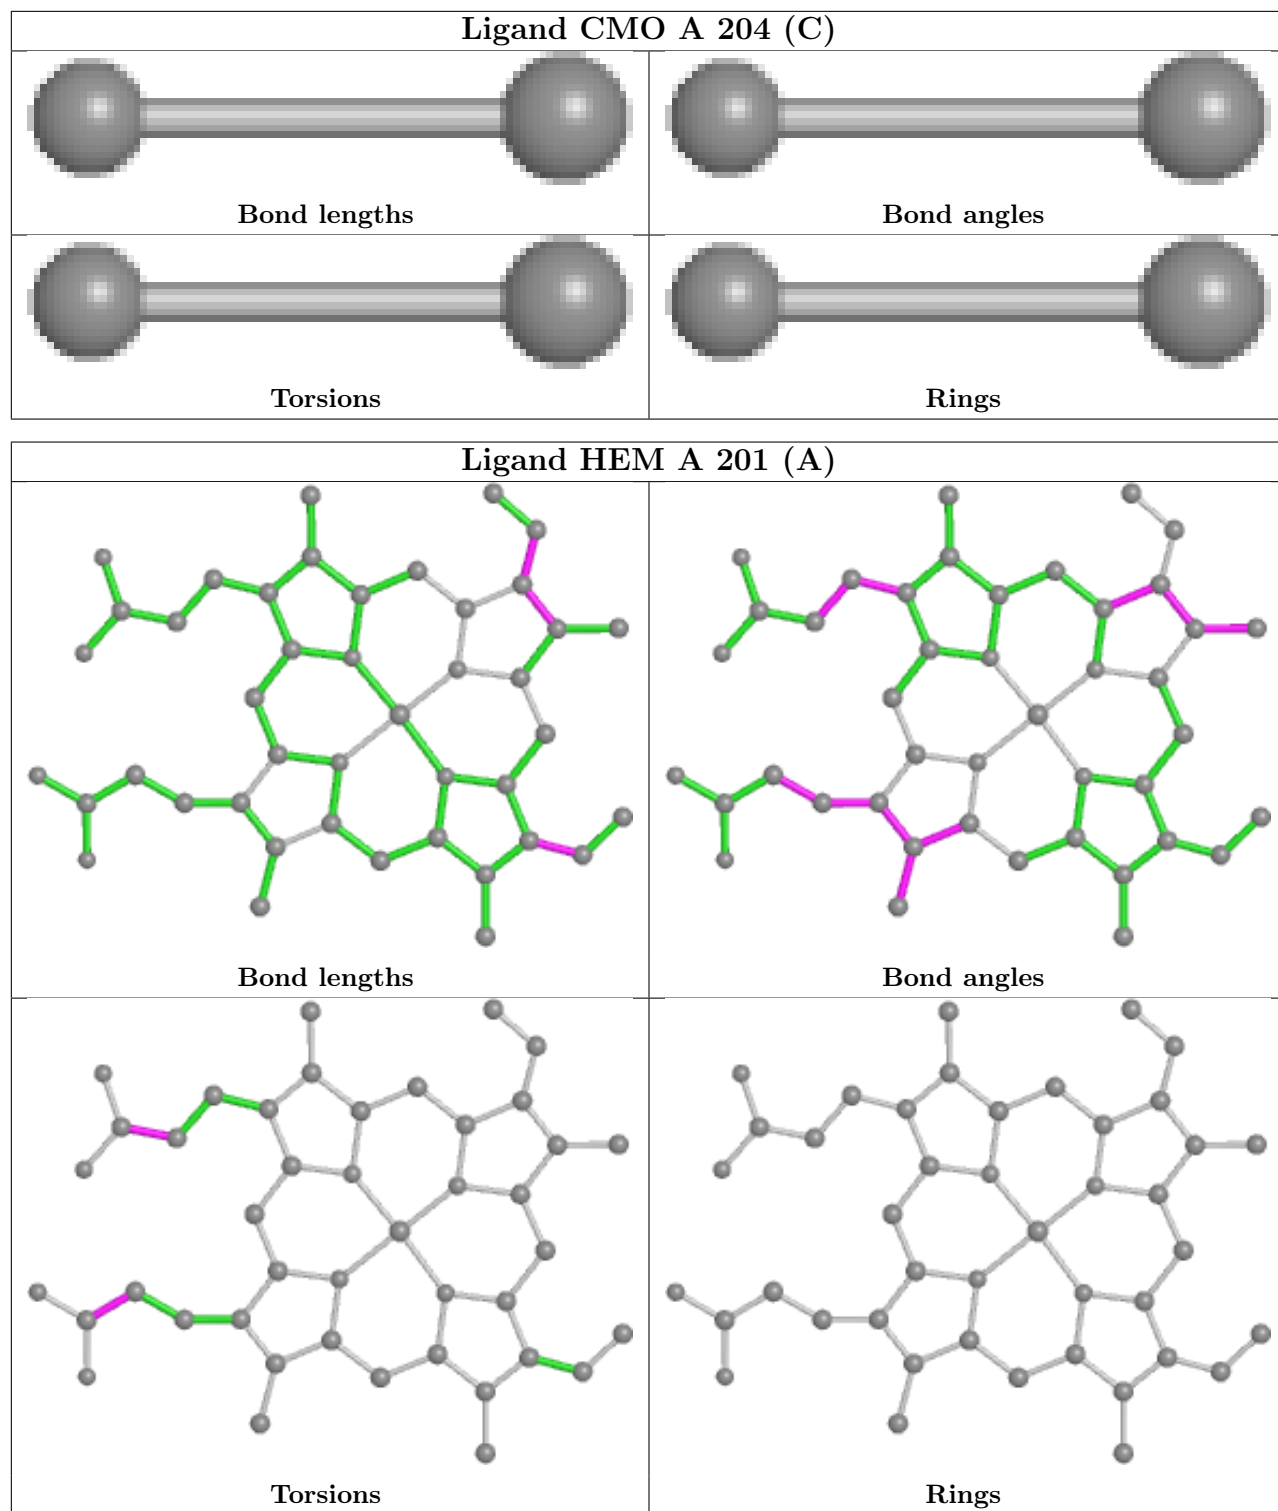 Ligand CMO A 204 (C)
Bond lengths
Bond angles
Torsions
Rings
Ligand HEM A 201 (A)
Bond lengths
Bond angles
Torsions
Rings